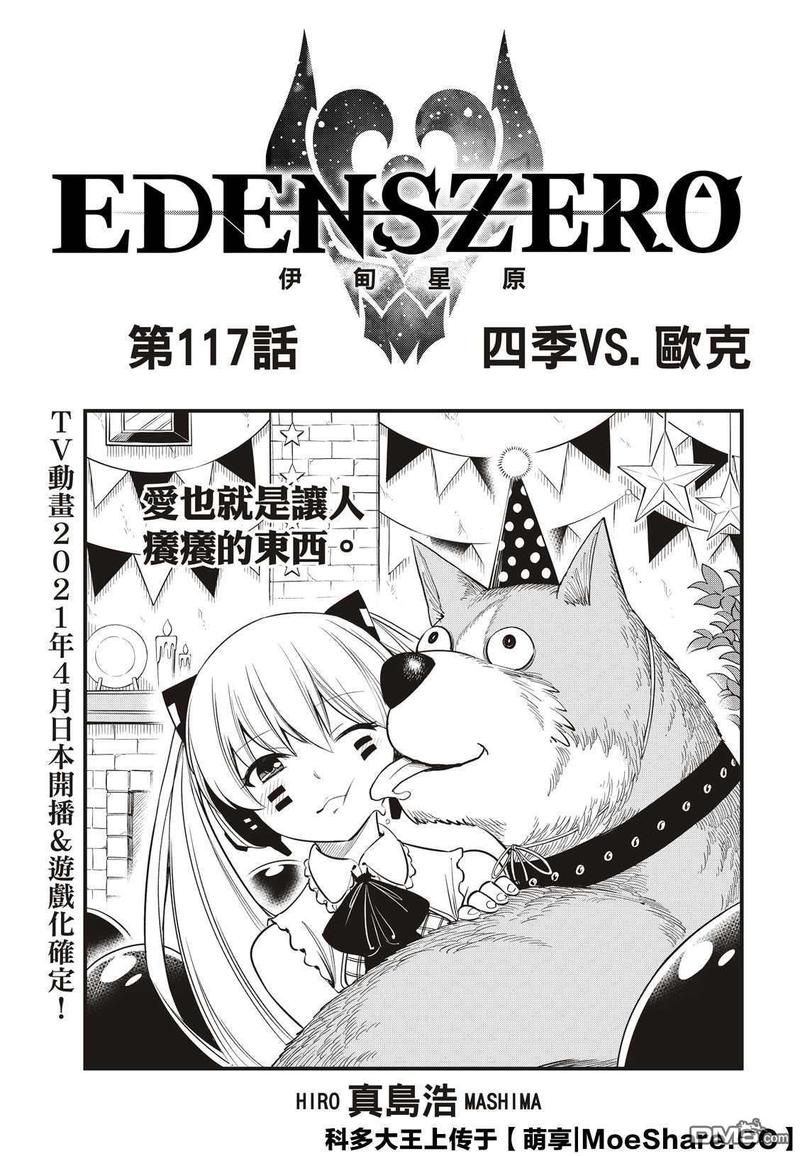 EDENSZERO
伊甸星原
第117話 四季VS.歐克
TV動畫2021年4月日本開播&遊戲化確定！
愛也就是讓人
癢癢的東西。
HIRO 真島浩 MASHIMA
科多大王上传于【萌享|MoeShare.CC】